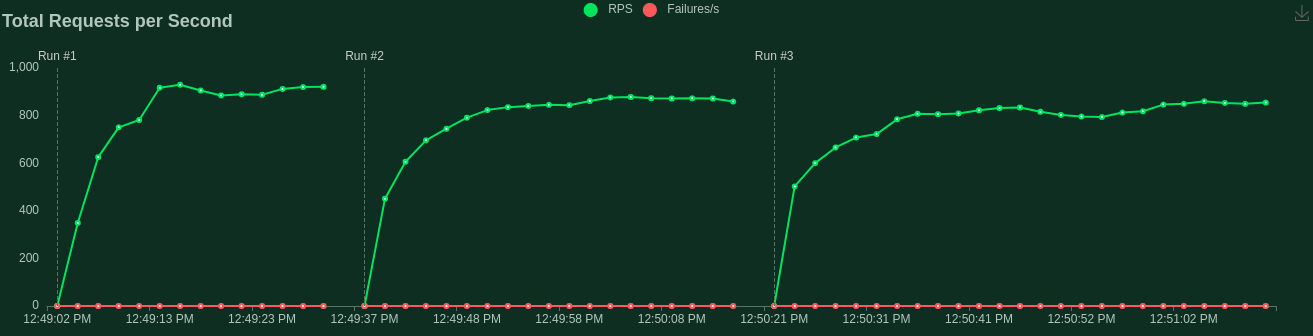 Total Requests per Second
RPS Failures/s
Run #1 Run #2 Run #3
1,000
800
600
400
200
0
12:49:02 PM 12:49:13 PM 12:49:23 PM 12:49:37 PM 12:49:48 PM 12:49:58 PM 12:50:08 PM 12:50:21 PM 12:50:31 PM 12:50:41 PM 12:50:52 PM 12:51:02 PM